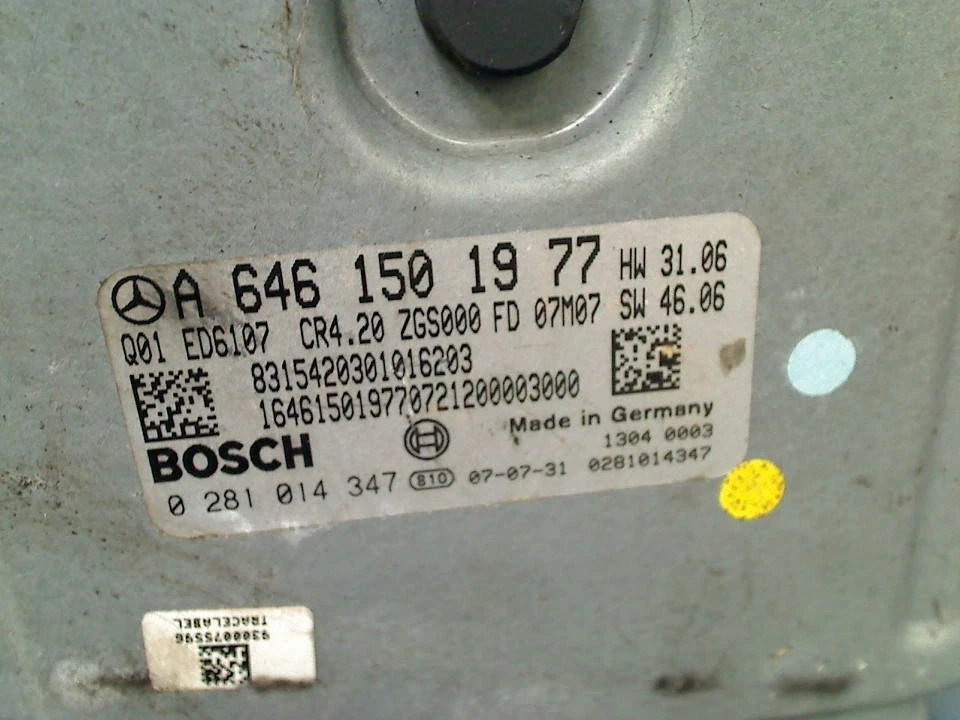 A 646 150 19 77 HW 31.06
Q01 ED6107 CR4.20 ZGS000 FD 07M07 SW 46.06
8315420301016203
16461501977072120003000
Made in Germany
BOSCH
1304 0003
0 281 014 347 810 07-07-31 0281014347
TRACELABEL
9300075596